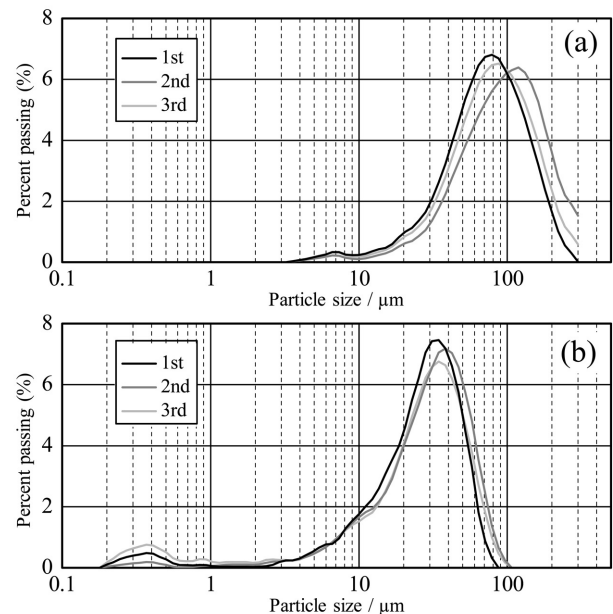 (a)
1st
2nd
3rd
Percent passing (%)
8
6
4
2
0
0.1 1 10 100
Particle size / µm
(b)
1st
2nd
3rd
Percent passing (%)
8
6
4
2
0
0.1 1 10 100
Particle size / µm